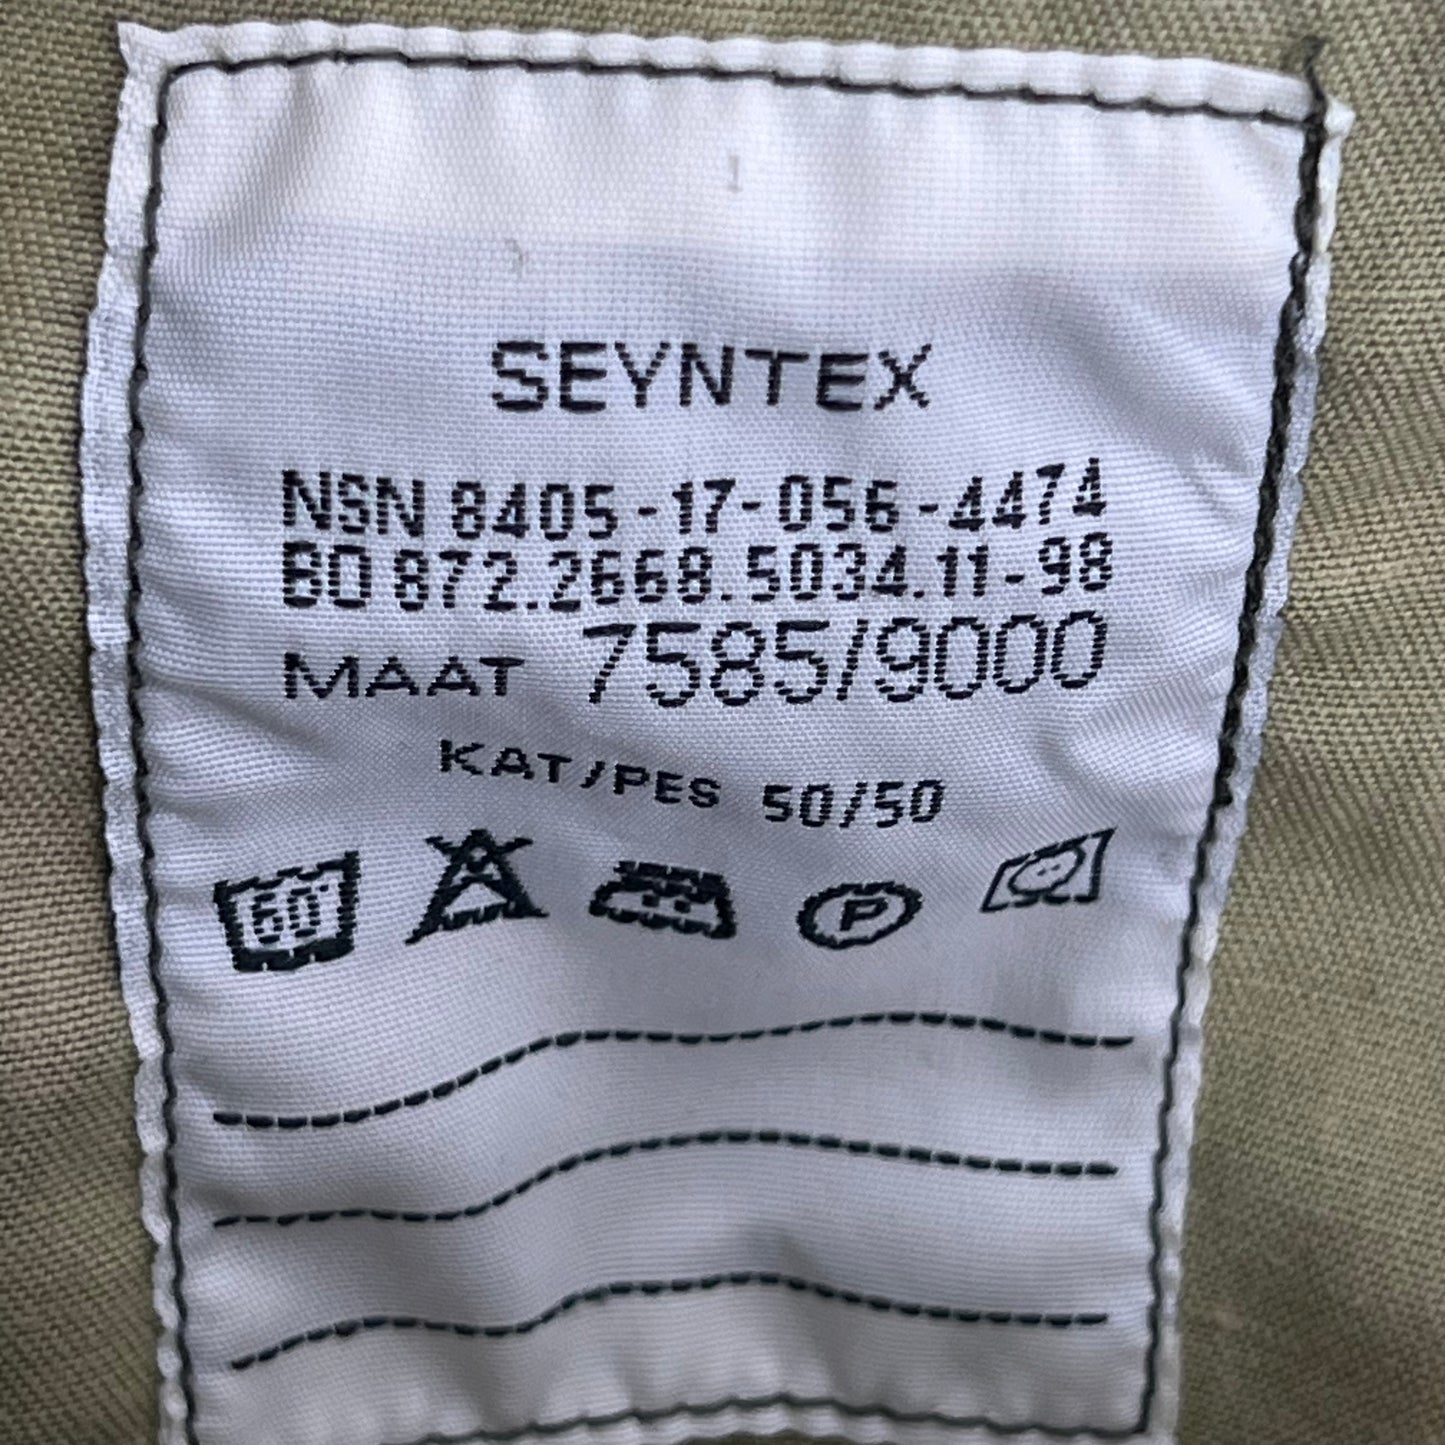 SEYNTEX
NSN 8405-17-056-4474
BO 872.2668.5034.11-98
MAAT 7585/9000
KAT/PES 50/50
60°
P